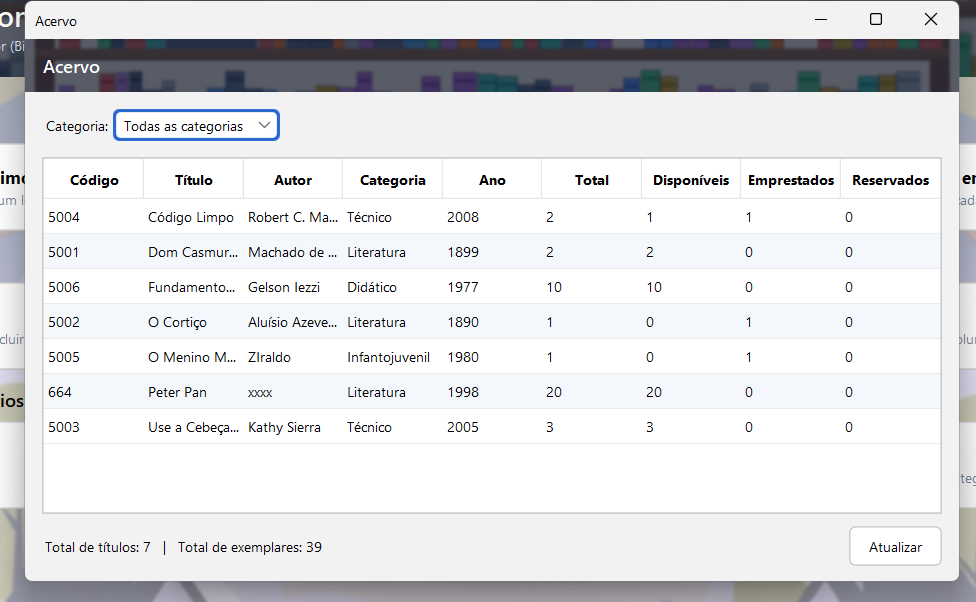 Acervo
Acervo
Categoria: Todas as categorias
Código Título Autor Categoria Ano Total Disponíveis Emprestados Reservados
5004 Código Limpo Robert C. Ma... Técnico 2008 2 1 1 0
5001 Dom Casmur... Machado de ... Literatura 1899 2 2 0 0
5006 Fundamento... Gelson Iezzi Didático 1977 10 10 0 0
5002 O Cortiço Aluísio Azeve... Literatura 1890 1 0 1 0
5005 O Menino M... ZIraldo Infantojuvenil 1980 1 0 1 0
664 Peter Pan xxxx Literatura 1998 20 20 0 0
5003 Use a Cebeça... Kathy Sierra Técnico 2005 3 3 0 0
Total de títulos: 7 | Total de exemplares: 39
Atualizar